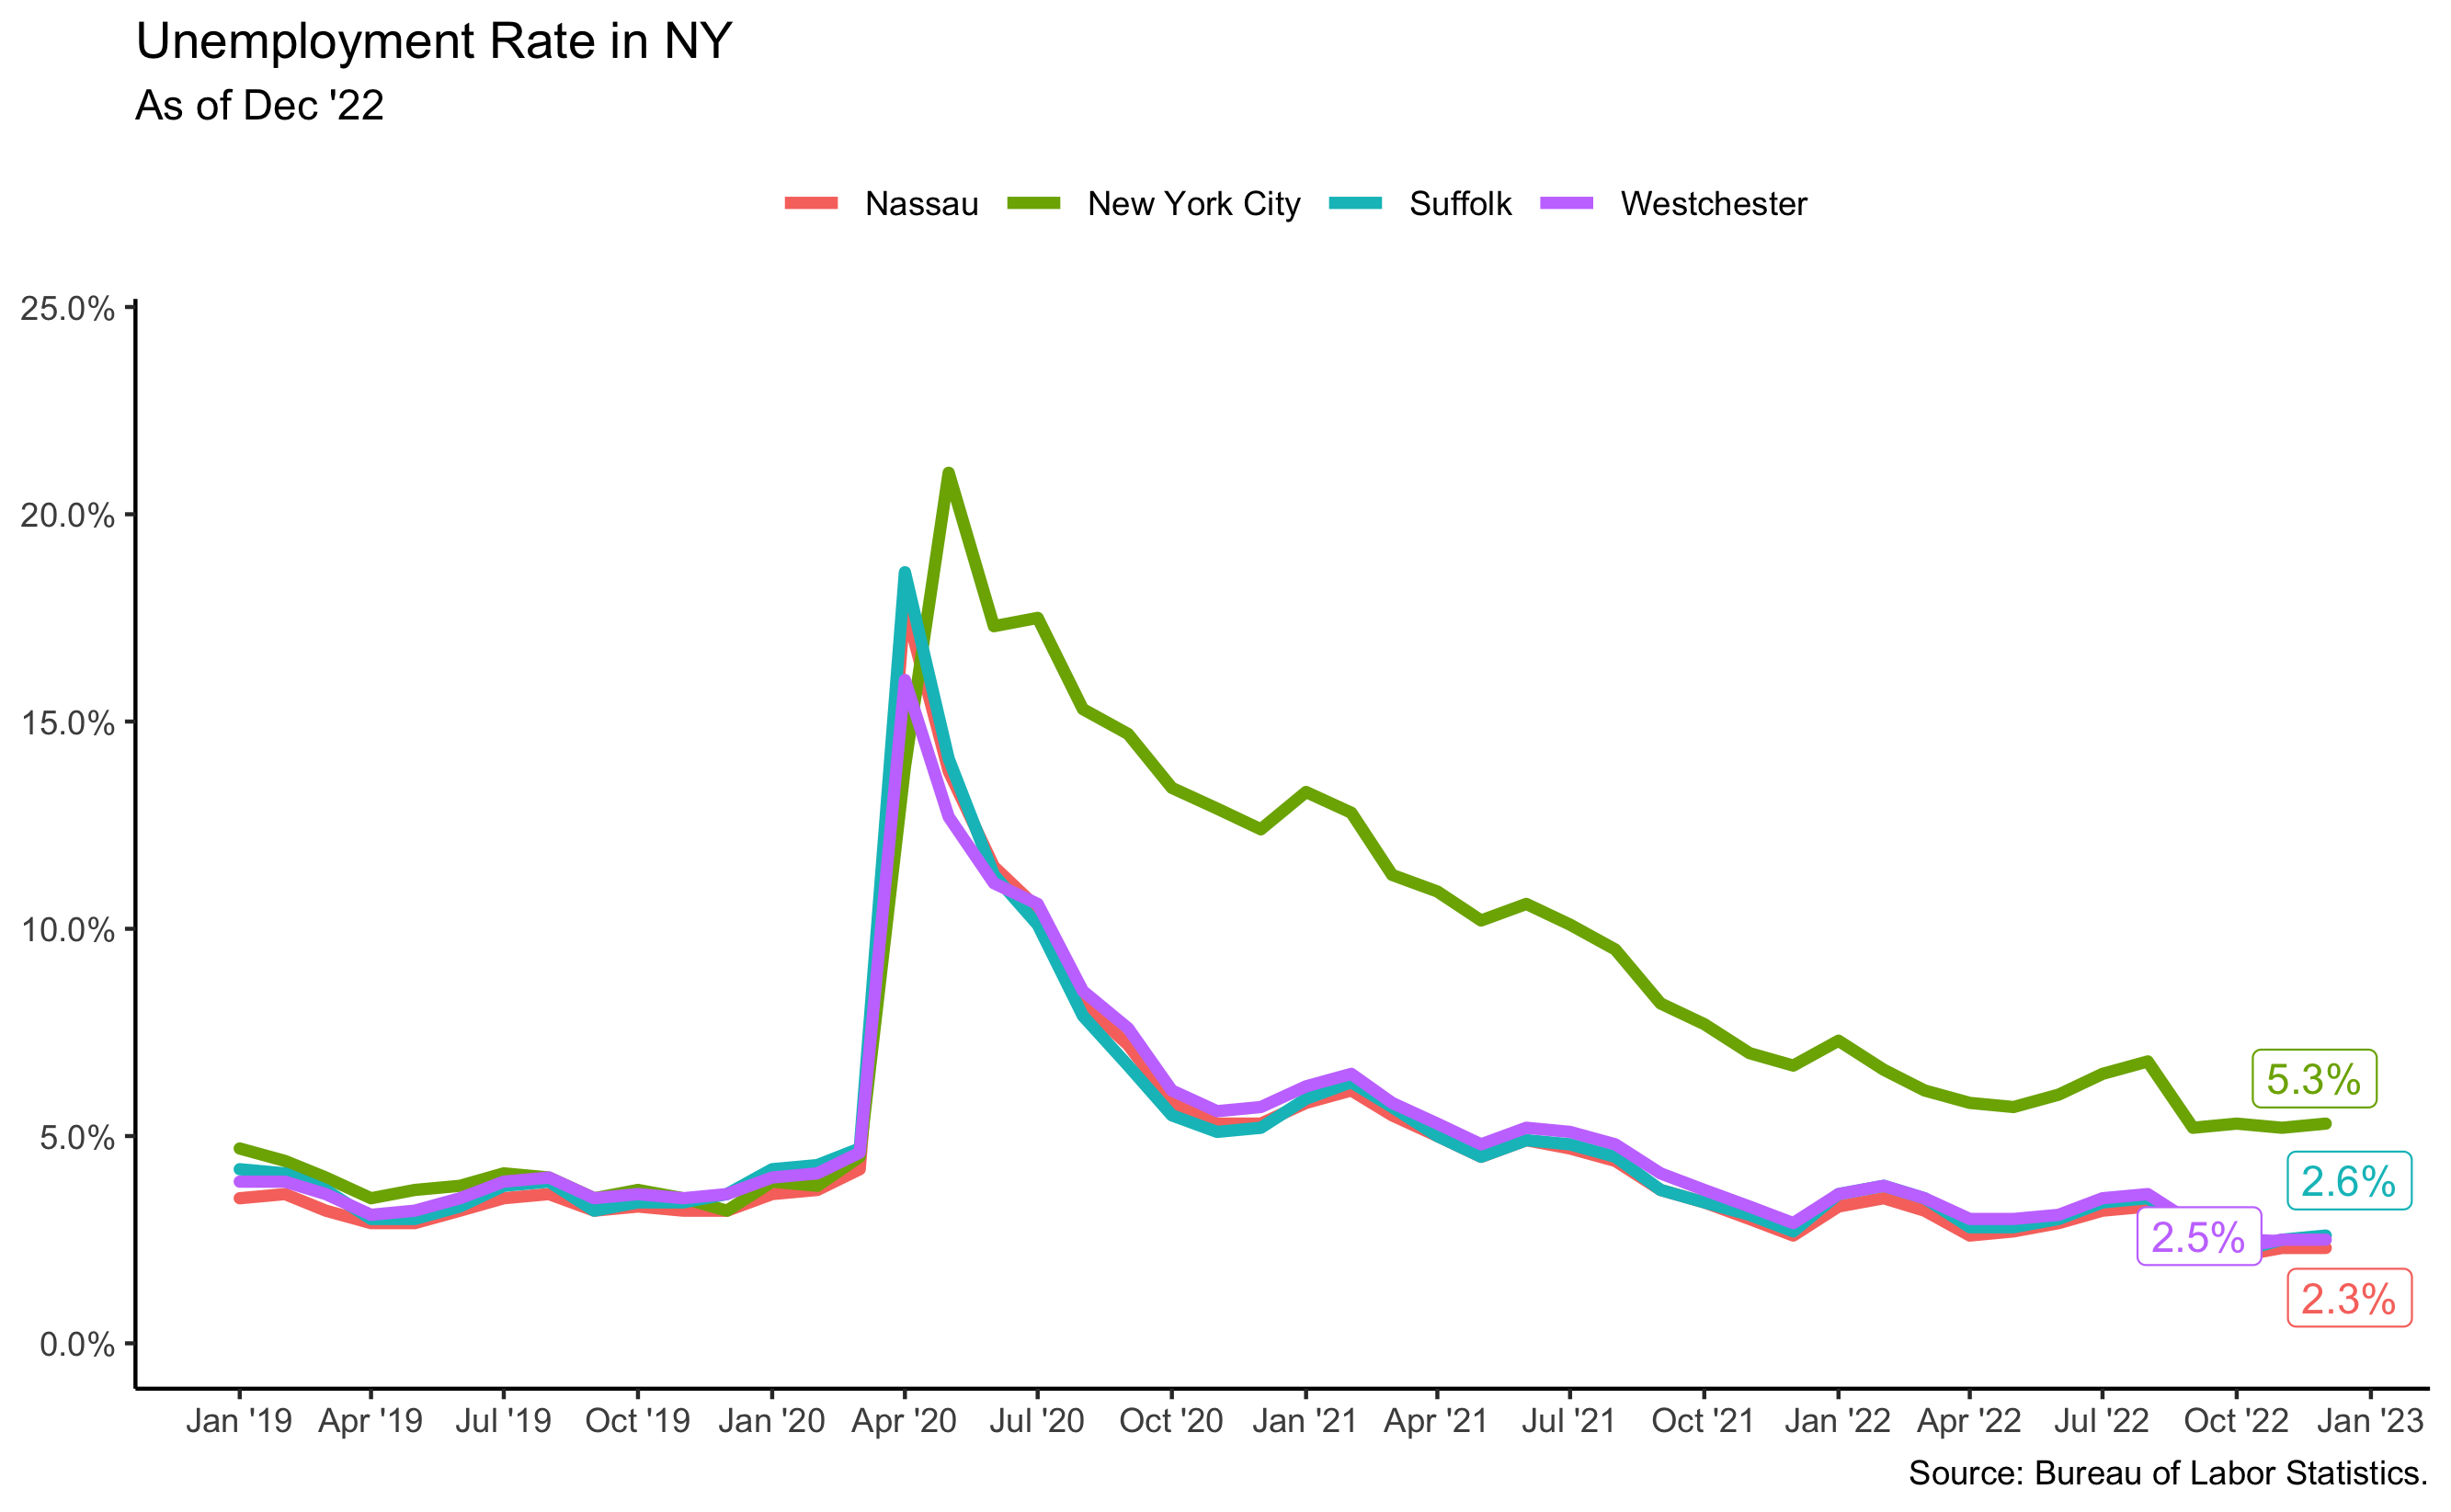 Unemployment Rate in NY
As of Dec '22
Nassau New York City Suffolk Westchester
25.0%
20.0%
15.0%
10.0%
5.0%
0.0%
5.3%
2.6%
2.5%
2.3%
Jan '19 Apr '19 Jul '19 Oct '19 Jan '20 Apr '20 Jul '20 Oct '20 Jan '21 Apr '21 Jul '21 Oct '21 Jan '22 Apr '22 Jul '22 Oct '22 Jan '23
Source: Bureau of Labor Statistics.